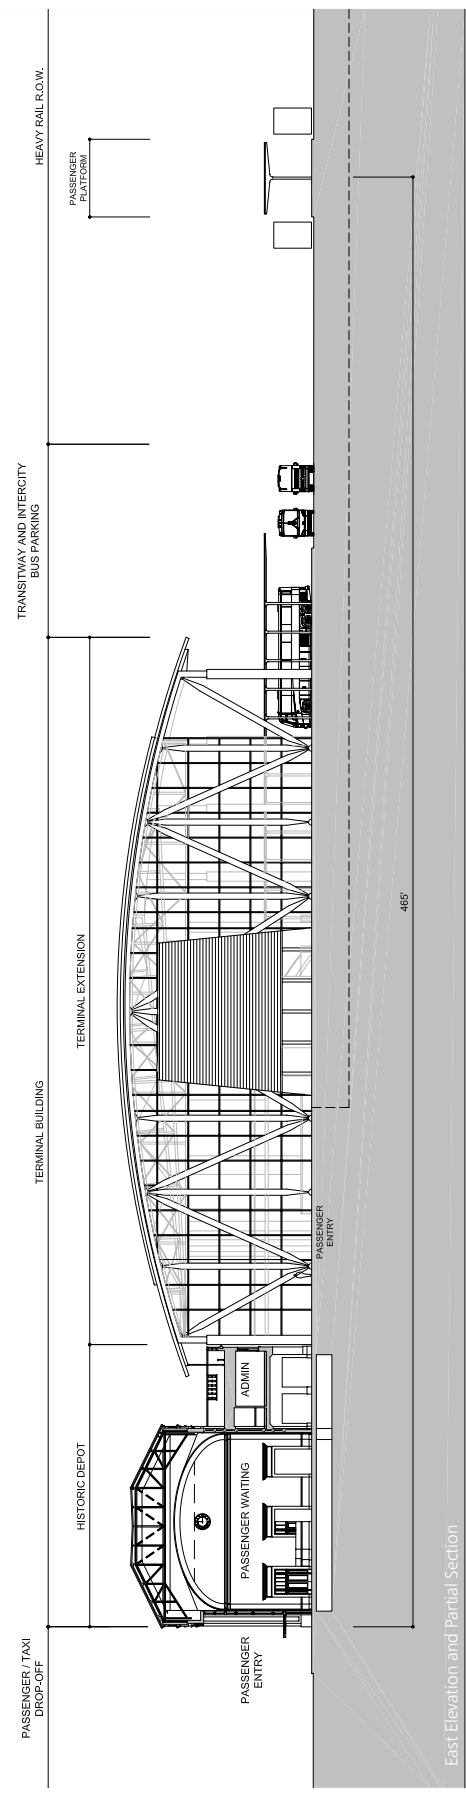 PASSENGER / TAXI
DROP-OFF
TERMINAL BUILDING
TRANSITWAY AND INTERCITY
BUS PARKING
HEAVY RAIL R.O.W.
HISTORIC DEPOT
TERMINAL EXTENSION
PASSENGER
PLATFORM
PASSENGER
ENTRY
PASSENGER WAITING
ADMIN
PASSENGER
ENTRY
465'
East Elevation and Partial Section